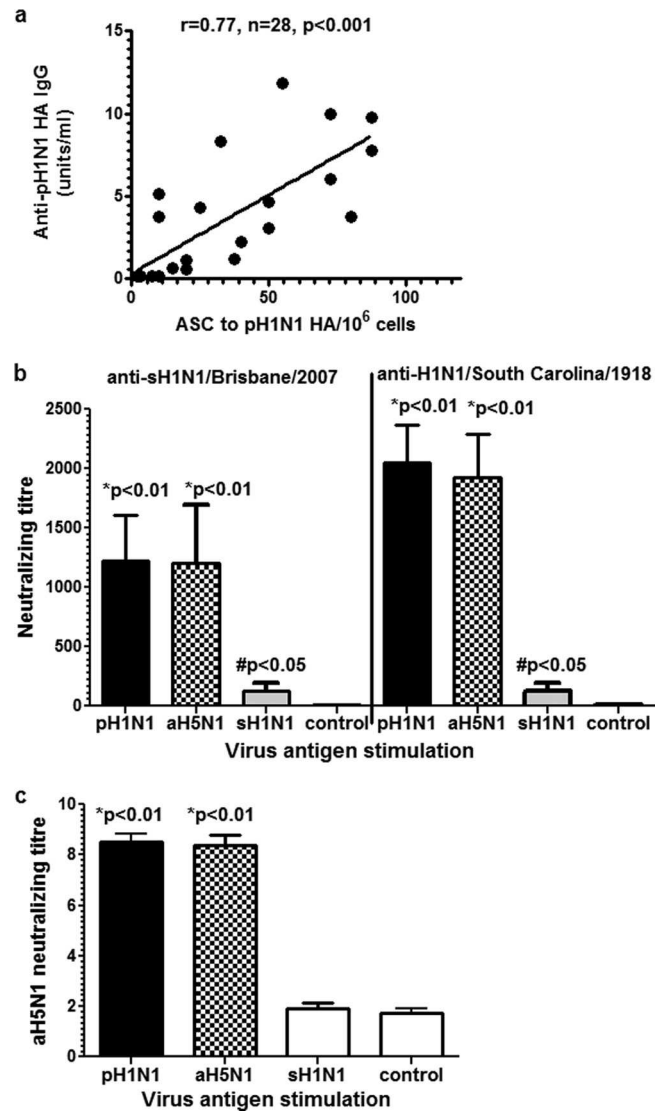 a
r=0.77, n=28, p<0.001
Anti-pH1N1 HA IgG
(units/ml)
15
10
5
0
0 50 100
ASC to pH1N1 HA/10⁶ cells
b
anti-sH1N1/Brisbane/2007 anti-H1N1/South Carolina/1918
Neutralizing titre
2500
2000
1500
1000
500
0
*p<0.01 *p<0.01 #p<0.05
*p<0.01 *p<0.01 #p<0.05
pH1N1 aH5N1 sH1N1 control pH1N1 aH5N1 sH1N1 control
Virus antigen stimulation
c
aH5N1 neutralizing titre
10
8
6
4
2
0
*p<0.01 *p<0.01
pH1N1 aH5N1 sH1N1 control
Virus antigen stimulation